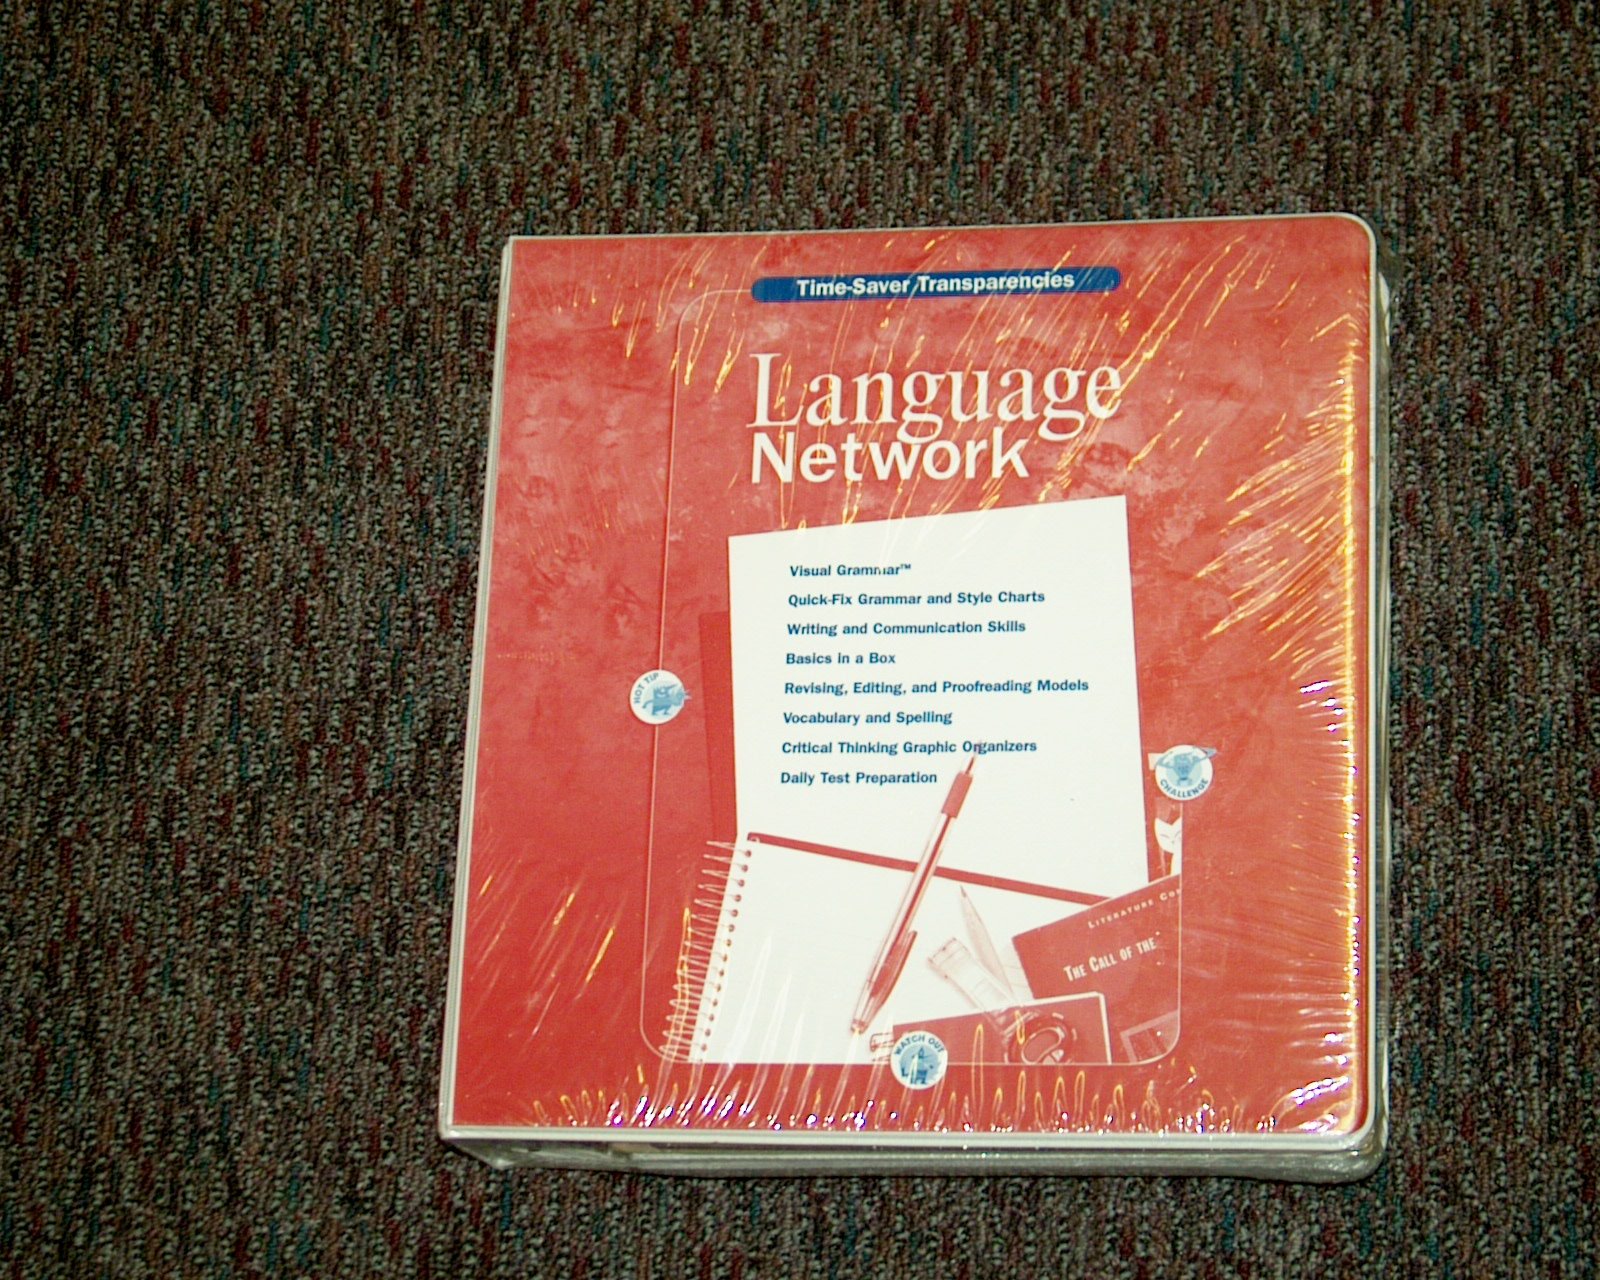 Time-Saver Transparencies
Language
Network
Visual Grammar™
Quick-Fix Grammar and Style Charts
Writing and Communication Skills
Basics in a Box
Revising, Editing, and Proofreading Models
Vocabulary and Spelling
Critical Thinking Graphic Organizers
Daily Test Preparation
HOT TIP
CHALLENGE
LITERATURE CO
THE CALL OF THE
WATCH OUT